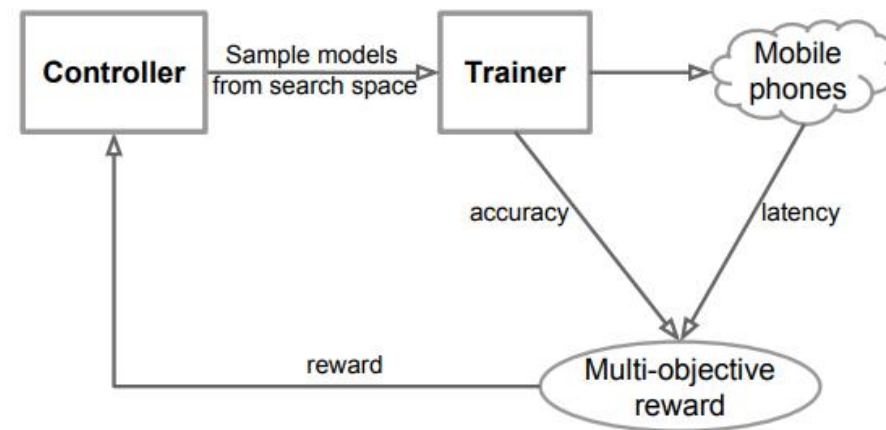 Controller
Sample models
from search space
Trainer
Mobile
phones
accuracy
latency
reward
Multi-objective
reward